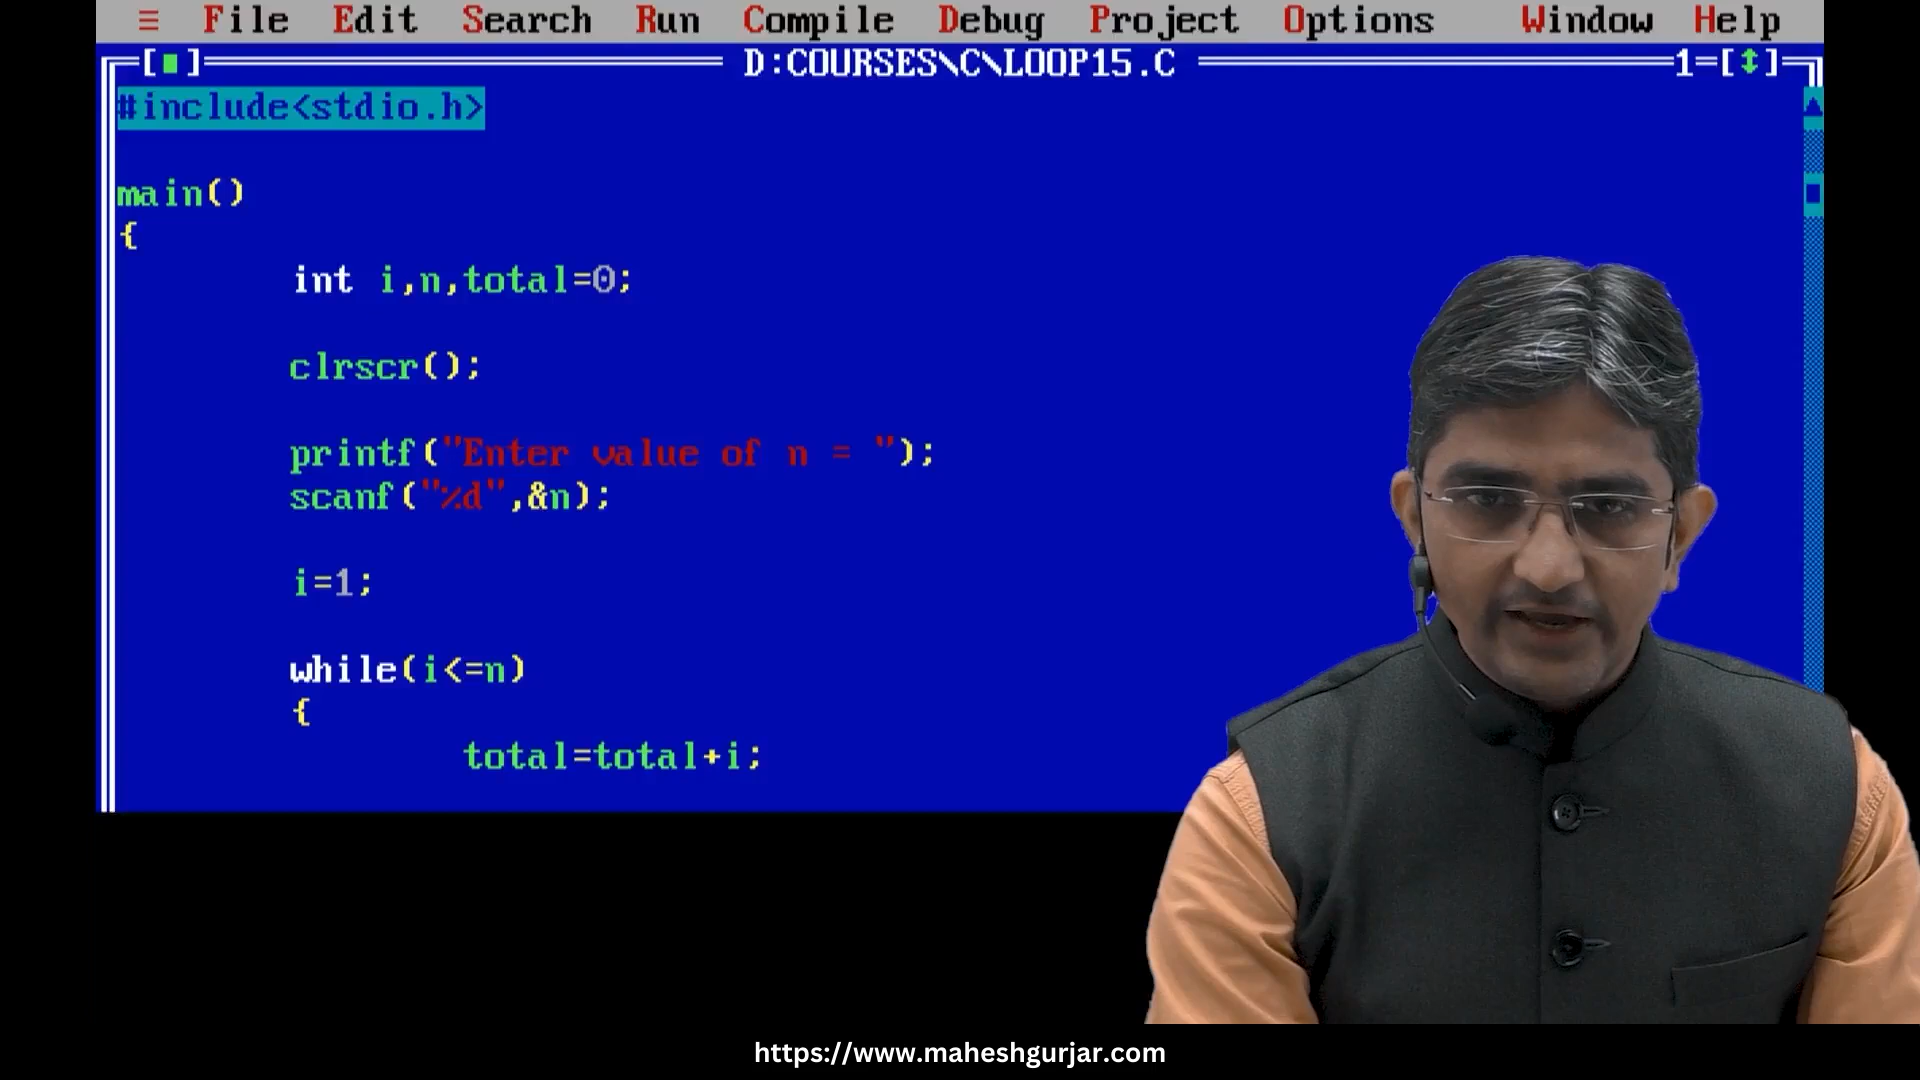 ≡ File Edit Search Run Compile Debug Project Options Window Help
[■] D:COURSES\C\LOOP15.C 1=[↕]
#include<stdio.h>
main()
{
int i,n,total=0;
clrscr();
printf("Enter value of n = ");
scanf("%d",&n);
i=1;
while(i<=n)
{
total=total+i;
https://www.maheshgurjar.com